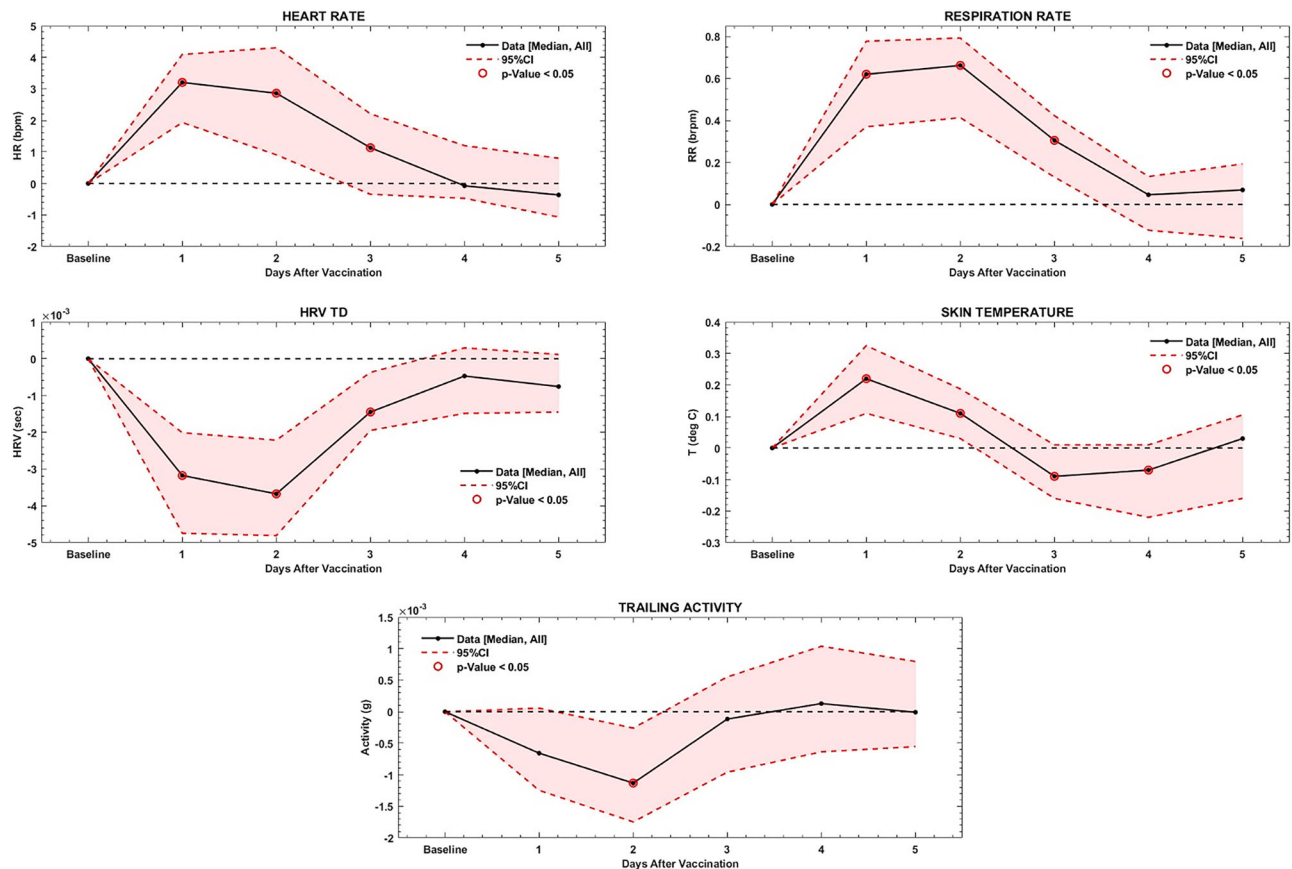 HEART RATE
5
4
3
2
1
0
-1
-2
HR (bpm)
Data [Median, All]
95%CI
p-Value < 0.05
Baseline 1 2 3 4 5
Days After Vaccination
RESPIRATION RATE
0.8
0.6
0.4
0.2
0
-0.2
RR (brpm)
Data [Median, All]
95%CI
p-Value < 0.05
Baseline 1 2 3 4 5
Days After Vaccination
HRV TD
×10⁻³
1
0
-1
-2
-3
-4
-5
HRV (sec)
Data [Median, All]
95%CI
p-Value < 0.05
Baseline 1 2 3 4 5
Days After Vaccination
SKIN TEMPERATURE
0.4
0.3
0.2
0.1
0
-0.1
-0.2
-0.3
T (deg C)
Data [Median, All]
95%CI
p-Value < 0.05
Baseline 1 2 3 4 5
Days After Vaccination
TRAILING ACTIVITY
×10⁻³
1.5
1
0.5
0
-0.5
-1
-1.5
-2
Activity (g)
Data [Median, All]
95%CI
p-Value < 0.05
Baseline 1 2 3 4 5
Days After Vaccination